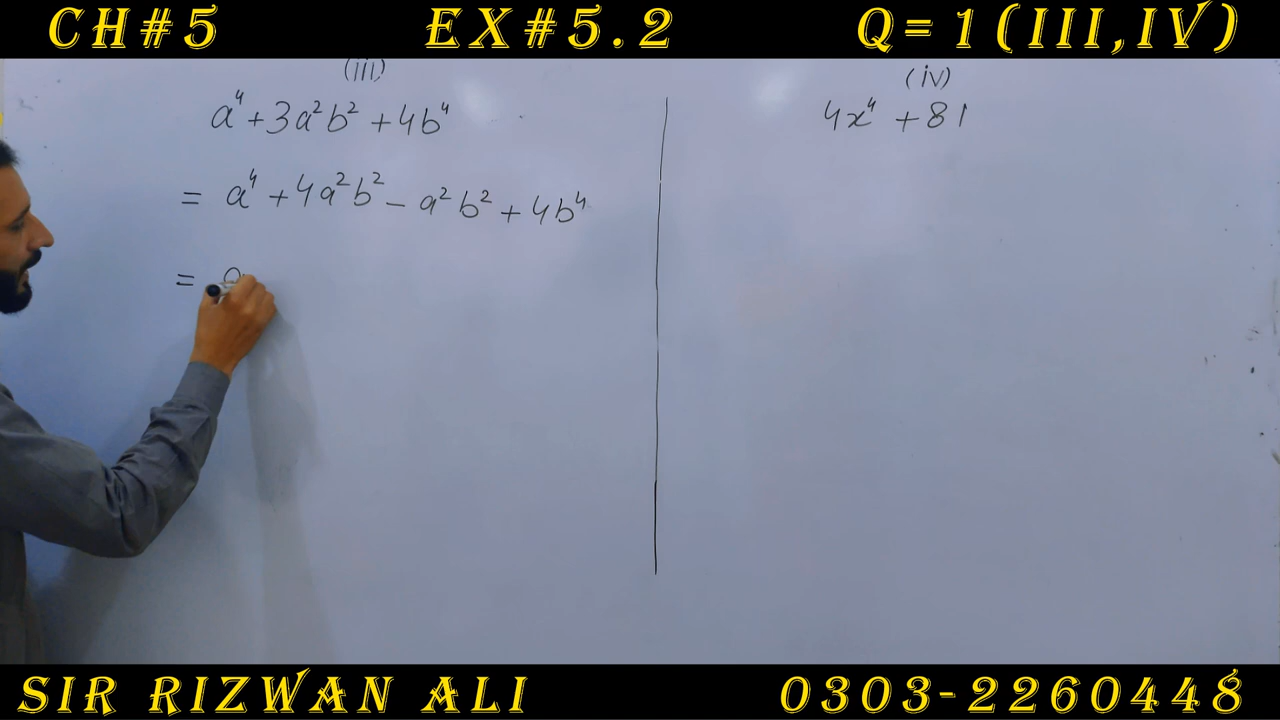 CH#5 EX#5.2 Q=1(III,IV)
(iii)
a⁴+3a²b²+4b⁴
= a⁴+4a²b²-a²b²+4b⁴
= a
(iv)
4x⁴+81
SIR RIZWAN ALI 0303-2260448